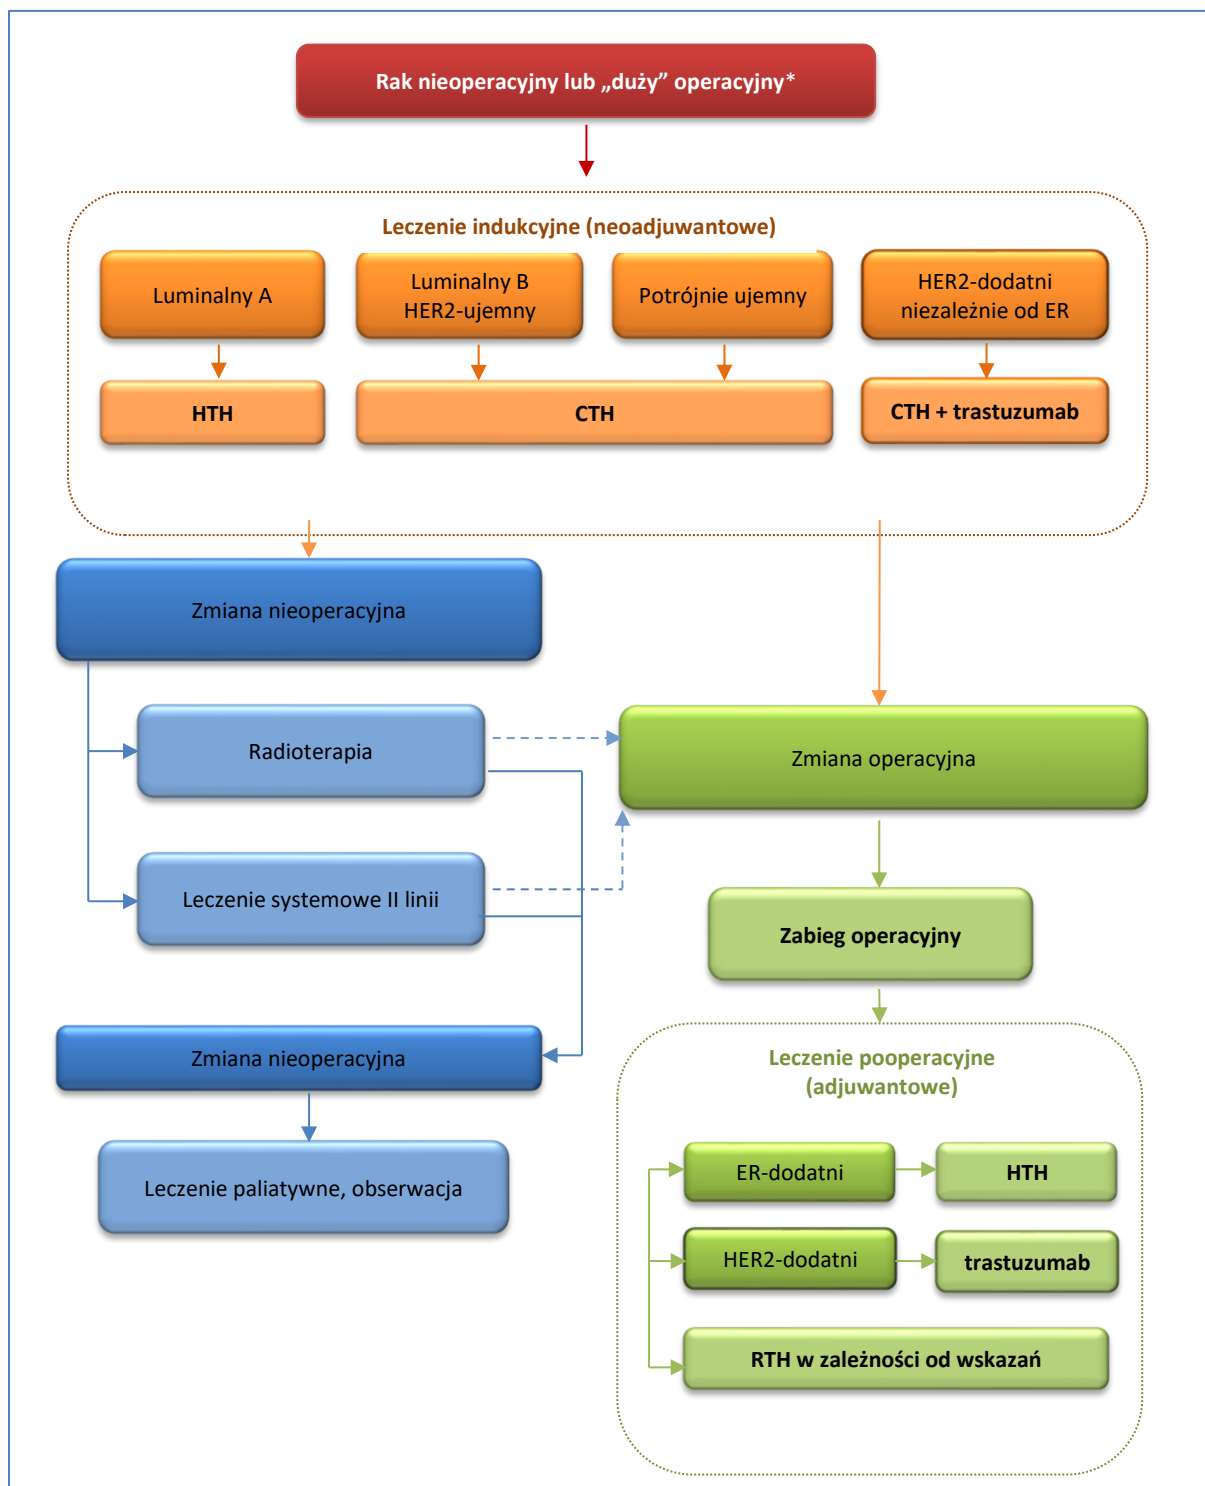 Rak nieoperacyjny lub „duży” operacyjny*
Leczenie indukcyjne (neoadjuwantowe)
Luminalny A
Luminalny B
HER2-ujemny
Potrójnie ujemny
HER2-dodatni
niezależnie od ER
HTH
CTH
CTH + trastuzumab
Zmiana nieoperacyjna
Radioterapia
Zmiana operacyjna
Leczenie systemowe II linii
Zabieg operacyjny
Zmiana nieoperacyjna
Leczenie paliatywne, obserwacja
Leczenie pooperacyjne
(adjuwantowe)
ER-dodatni
HTH
HER2-dodatni
trastuzumab
RTH w zależności od wskazań